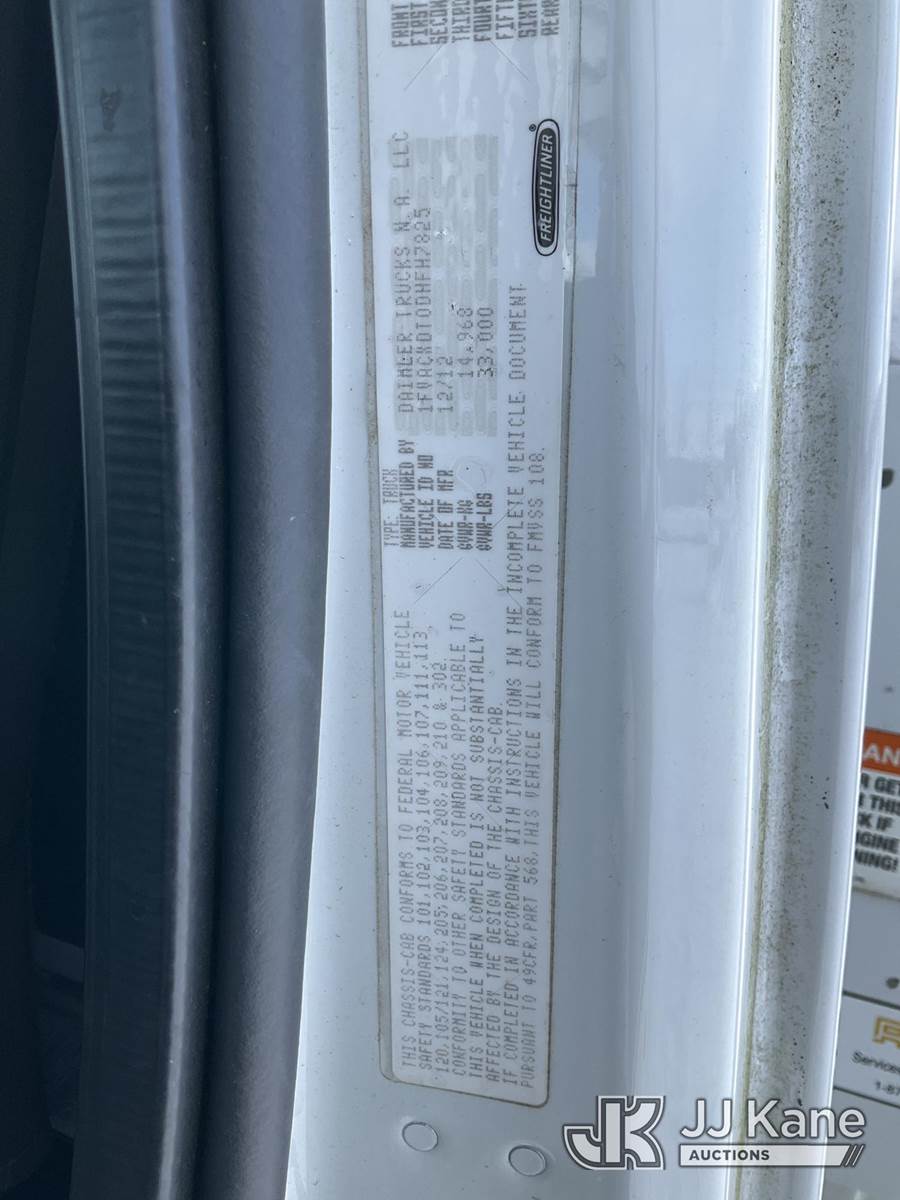 THIS CHASSIS-CAB CONFORMS TO FEDERAL MOTOR VEHICLE
SAFETY STANDARDS 101,102,103,104,106,107,111,113,
120,105/121,124,205,206,207,208,209,210 & 302.
CONFORMITY TO OTHER SAFETY STANDARDS APPLICABLE TO
THIS VEHICLE WHEN COMPLETED IS NOT SUBSTANTIALLY
AFFECTED BY THE DESIGN OF THE CHASSIS-CAB.
IF COMPLETED IN ACCORDANCE WITH INSTRUCTIONS IN THE INCOMPLETE VEHICLE DOCUMENT
PURSUANT TO 49CFR,PART 568,THIS VEHICLE WILL CONFORM TO FMVSS 108.
TYPE: TRUCK
MANUFACTURED BY DAIMLER TRUCKS N.A. LLC
VEHICLE ID NO 1FVACXDT0DHFH7825
DATE OF MFR 12/12
GVWR-KG 14,968
GVWR-LBS 33,000
FREIGHTLINER
FRONT
FIRST
REAR
JJ Kane
AUCTIONS